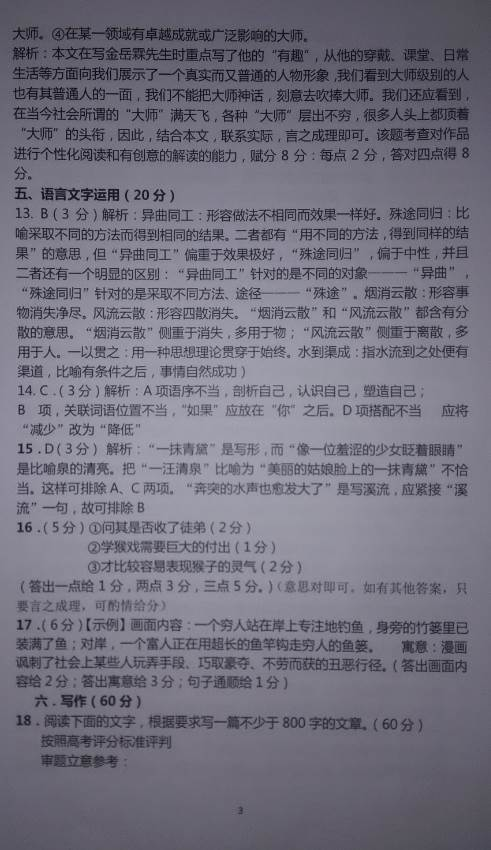 大师。④在某一领域有卓越成就或广泛影响的大师。
解析：本文在写金岳霖先生时重点写了他的“有趣”，从他的穿戴、课堂、日常
生活等方面向我们展示了一个真实而又普通的人物形象,我们看到大师级别的人
也有其普通人的一面，我们不能把大师神话，刻意去吹捧大师。我们还应看到，
在当今社会所谓的“大师”满天飞，各种“大师”层出不穷，很多人头上都顶着
“大师”的头衔，因此，结合本文，联系实际，言之成理即可。该题考查对作品
进行个性化阅读和有创意的解读的能力，赋分 8 分：每点 2 分，答对四点得 8
分。
五、语言文字运用（20 分）
13. B（3 分）解析：异曲同工：形容做法不相同而效果一样好。殊途同归：比
喻采取不同的方法而得到相同的结果。二者都有“用不同的方法，得到同样的结
果”的意思，但“异曲同工”偏重于效果极好，“殊途同归”，偏于中性，并且
二者还有一个明显的区别：“异曲同工”针对的是不同的对象———“异曲”，
“殊途同归”针对的是采取不同方法、途径———“殊途”。烟消云散：形容事
物消失净尽。风流云散：形容四散消失。“烟消云散”和“风流云散”都含有分
散的意思。“烟消云散”侧重于消失，多用于物；“风流云散”侧重于离散，多
用于人。一以贯之：用一种思想理论贯穿于始终。水到渠成：指水流到之处便有
渠道，比喻有条件之后，事情自然成功）
14. C .（3 分）解析：A 项语序不当，剖析自己，认识自己，塑造自己；
B 项，关联词语位置不当，“如果”应放在“你”之后。D 项搭配不当 应将
“减少”改为“降低”
15 . D（3 分） 解析：“一抹青黛”是写形，而“像一位羞涩的少女眨着眼睛”
是比喻泉的清亮。把“一汪清泉”比喻为“美丽的姑娘脸上的一抹青黛”不恰
当。这样可排除 A、C 两项。“奔突的水声也愈发大了”是写溪流，应紧接“溪
流”一句，故可排除 B
16 .（5 分）①问其是否收了徒弟（2 分）
②学猴戏需要巨大的付出（1 分）
③才比较容易表现猴子的灵气（2 分）
（答出一点给 1 分，两点 3 分，三点 5 分。）（意思对即可，如有其他答案，只
要言之成理，可酌情给分）
17 .（6 分）【示例】画面内容：一个穷人站在岸上专注地钓鱼，身旁的竹篓里已
装满了鱼；对岸，一个富人正在用超长的鱼竿钩走穷人的鱼篓。 寓意：漫画
讽刺了社会上某些人玩弄手段、巧取豪夺、不劳而获的丑恶行径。（答出画面内
容给 2 分；答出寓意给 3 分；句子通顺给 1 分）
六．写作（60 分）
18．阅读下面的文字，根据要求写一篇不少于 800 字的文章。（60 分）
按照高考评分标准评判
审题立意参考：
3